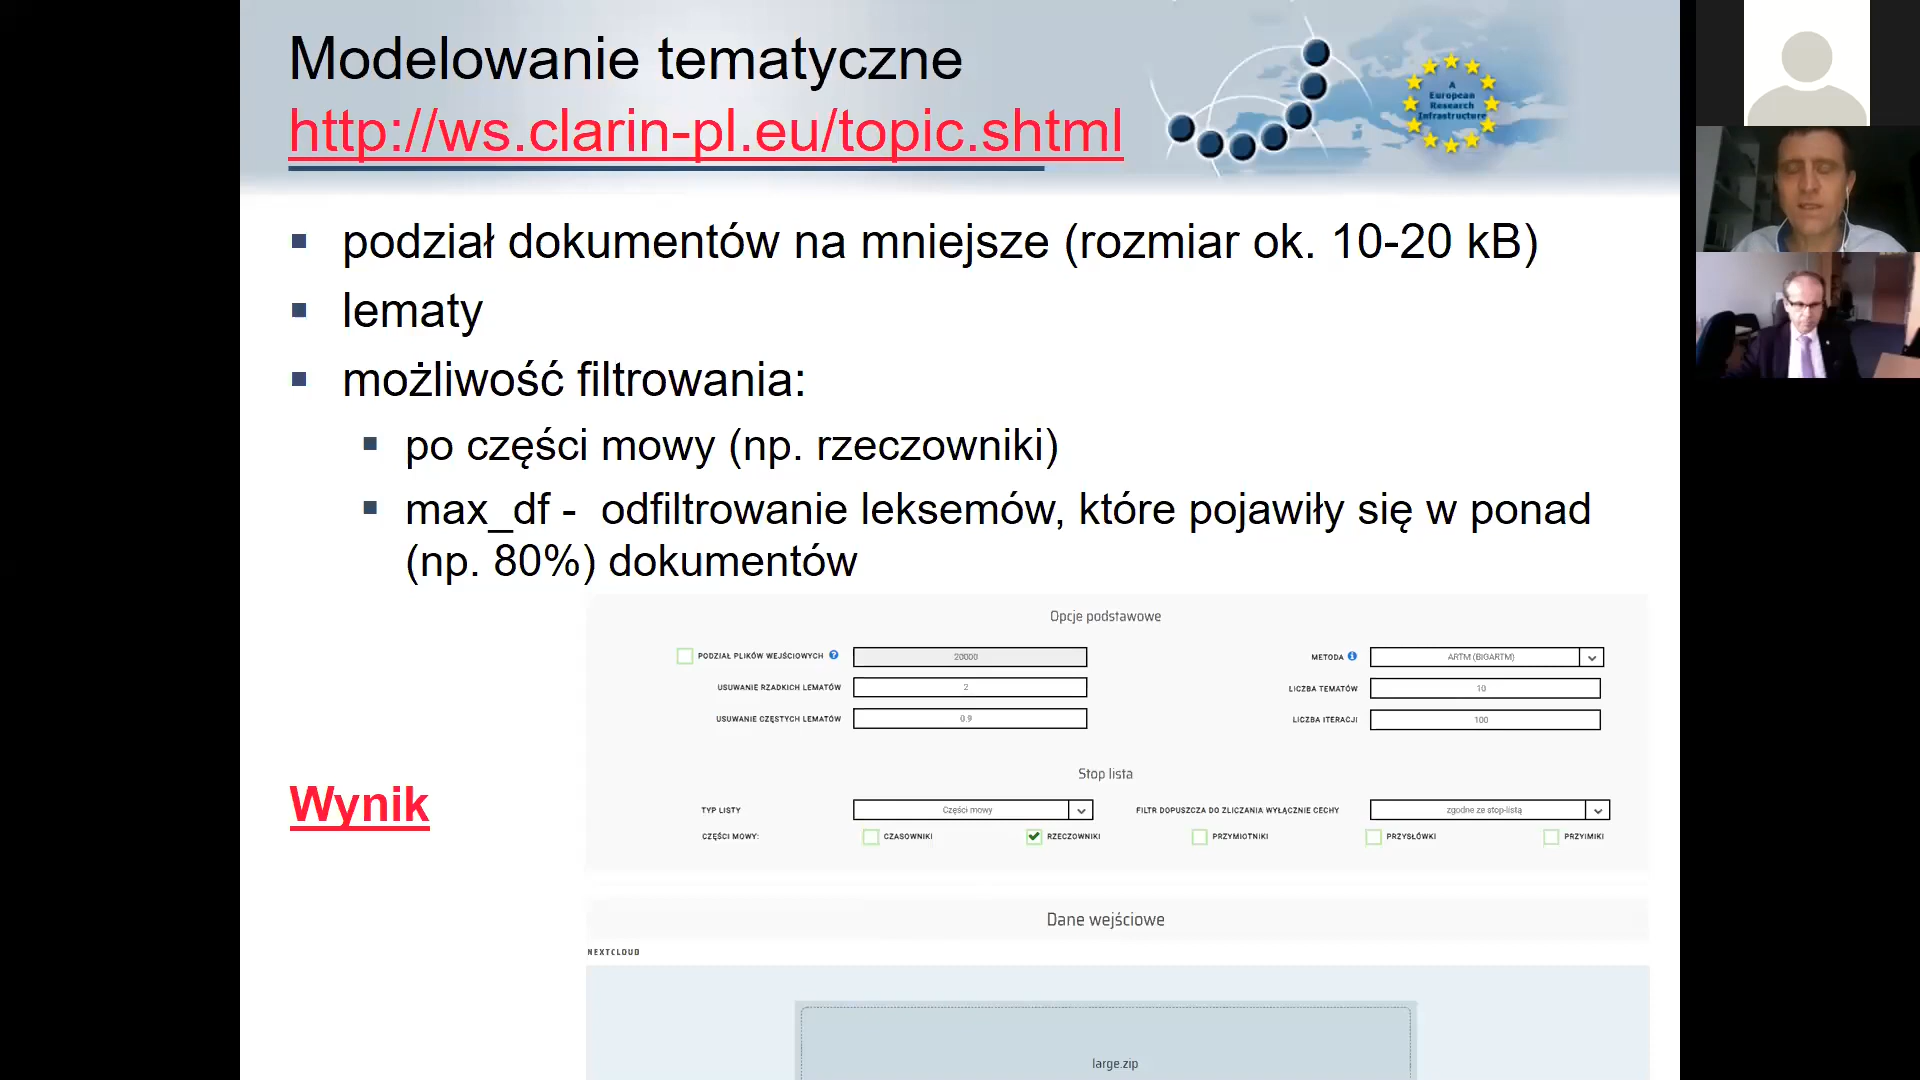 Modelowanie tematyczne
http://ws.clarin-pl.eu/topic.shtml
A
European
Research
Infrastructure
podział dokumentów na mniejsze (rozmiar ok. 10-20 kB)
lematy
możliwość filtrowania:
po części mowy (np. rzeczowniki)
max_df - odfiltrowanie leksemów, które pojawiły się w ponad
(np. 80%) dokumentów
Wynik
Opcje podstawowe
PODZIAŁ PLIKÓW WEJŚCIOWYCH 20000
METODA ARTM (BIGARTM)
USUWANIE RZADKICH LEMATÓW 2
LICZBA TEMATÓW 10
USUWANIE CZĘSTYCH LEMATÓW 0.9
LICZBA ITERACJI 100
Stop lista
TYP LISTY Części mowy
FILTR DOPUSZCZA DO ZLICZANIA WYŁĄCZNIE CECHY zgodne ze stop-listą
CZĘŚCI MOWY: CZASOWNIKI RZECZOWNIKI PRZYMIOTNIKI PRZYSŁÓWKI PRZYIMIKI
Dane wejściowe
NEXTCLOUD
large.zip